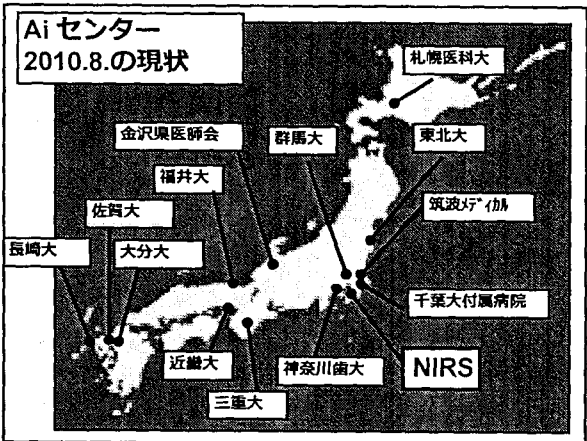 Ai センター
2010.8.の現状
札幌医科大
金沢県医師会
群馬大
東北大
福井大
筑波メディカル
佐賀大
長崎大
大分大
千葉大付属病院
近畿大
神奈川歯大
NIRS
三重大